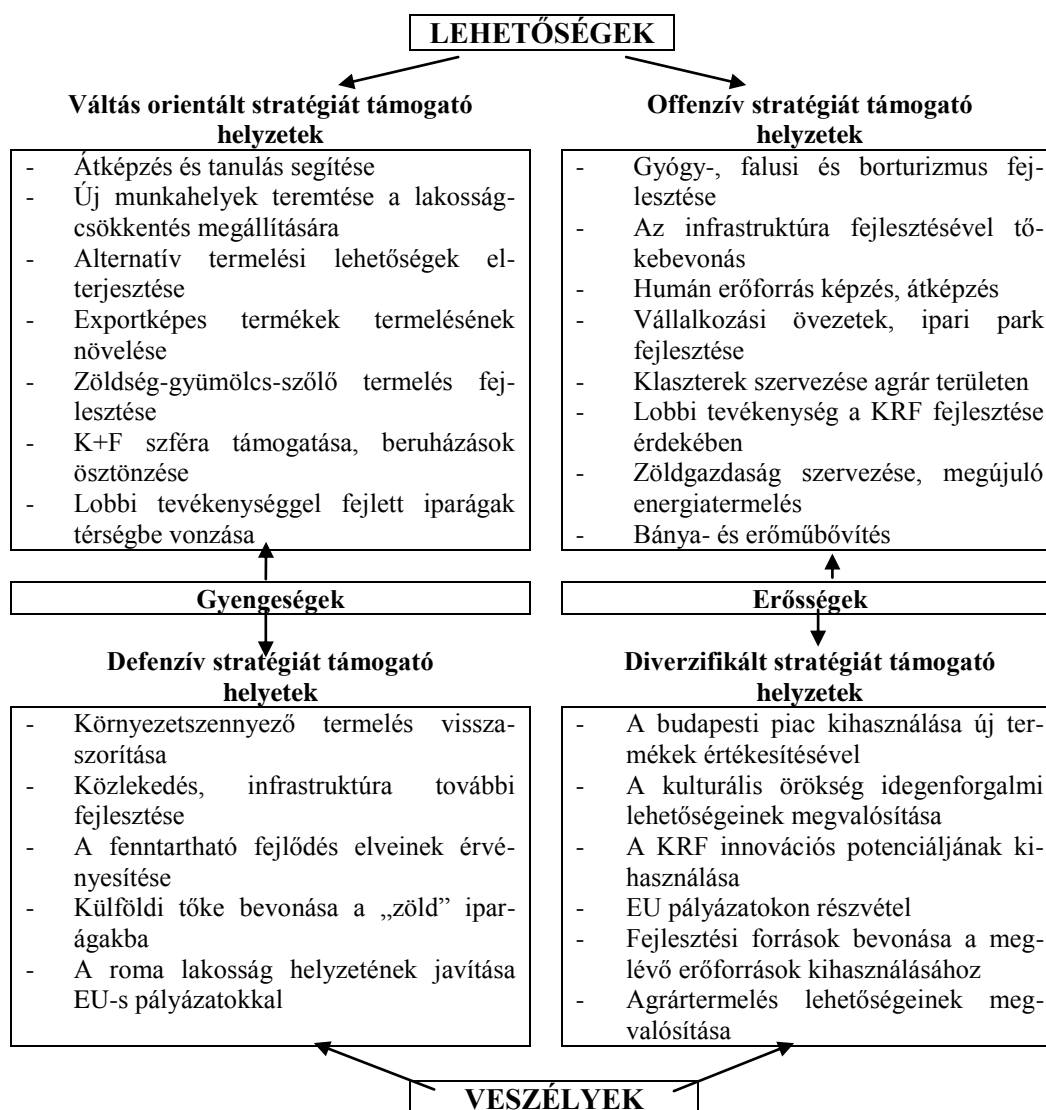 LEHETŐSÉGEK
Váltás orientált stratégiát támogató
helyzetek
- Átképzés és tanulás segítése
- Új munkahelyek teremtése a lakosság-
csökkentés megállítására
- Alternatív termelési lehetőségek el-
terjesztése
- Exportképes termékek termelésének
növelése
- Zöldség-gyümölcs-szőlő termelés fej-
lesztése
- K+F szféra támogatása, beruházások
ösztönzése
- Lobbi tevékenységgel fejlett iparágak
térségbe vonzása
Offenzív stratégiát támogató
helyzetek
- Gyógy-, falusi és borturizmus fej-
lesztése
- Az infrastruktúra fejlesztésével tő-
kebevonás
- Humán erőforrás képzés, átképzés
- Vállalkozási övezetek, ipari park
fejlesztése
- Klaszterek szervezése agrár területen
- Lobbi tevékenység a KRF fejlesztése
érdekében
- Zöldgazdaság szervezése, megújuló
energiatermelés
- Bánya- és erőműbővítés
Gyengeségek
Erősségek
Defenzív stratégiát támogató
helyetek
- Környezetszennyező termelés vissza-
szorítása
- Közlekedés, infrastruktúra további
fejlesztése
- A fenntartható fejlődés elveinek érvé-
nyesítése
- Külföldi tőke bevonása a „zöld” ipar-
ágakba
- A roma lakosság helyzetének javítása
EU-s pályázatokkal
Diverzifikált stratégiát támogató
helyzetek
- A budapesti piac kihasználása új ter-
mékek értékesítésével
- A kulturális örökség idegenforgalmi
lehetőségeinek megvalósítása
- A KRF innovációs potenciáljának ki-
használása
- EU pályázatokon részvétel
- Fejlesztési források bevonása a meg-
lévő erőforrások kihasználásához
- Agrártermelés lehetőségeinek meg-
valósítása
VESZÉLYEK